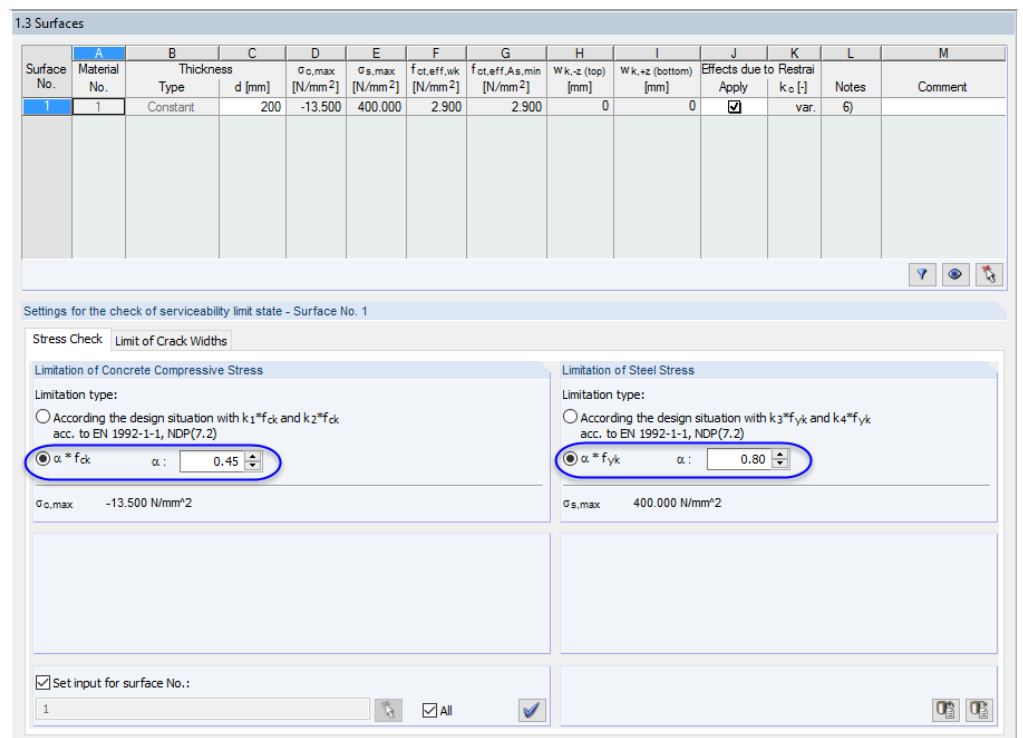 1.3 Surfaces
A B C D E F G H I J K L M
Surface Material Thickness σc,max σs,max fct,eff,wk fct,eff,As,min wk,-z (top) wk,+z (bottom) Effects due to Restrai
No. No. Type d [mm] [N/mm²] [N/mm²] [N/mm²] [N/mm²] [mm] [mm] Apply kc [-] Notes Comment
1 1 Constant 200 -13.500 400.000 2.900 2.900 0 0 var. 6)
Settings for the check of serviceability limit state - Surface No. 1
Stress Check Limit of Crack Widths
Limitation of Concrete Compressive Stress
Limitation type:
According the design situation with k1*fck and k2*fck
acc. to EN 1992-1-1, NDP(7.2)
α * fck α : 0.45
σc,max -13.500 N/mm^2
Limitation of Steel Stress
Limitation type:
According the design situation with k3*fyk and k4*fyk
acc. to EN 1992-1-1, NDP(7.2)
α * fyk α : 0.80
σs,max 400.000 N/mm^2
Set input for surface No.:
1 All